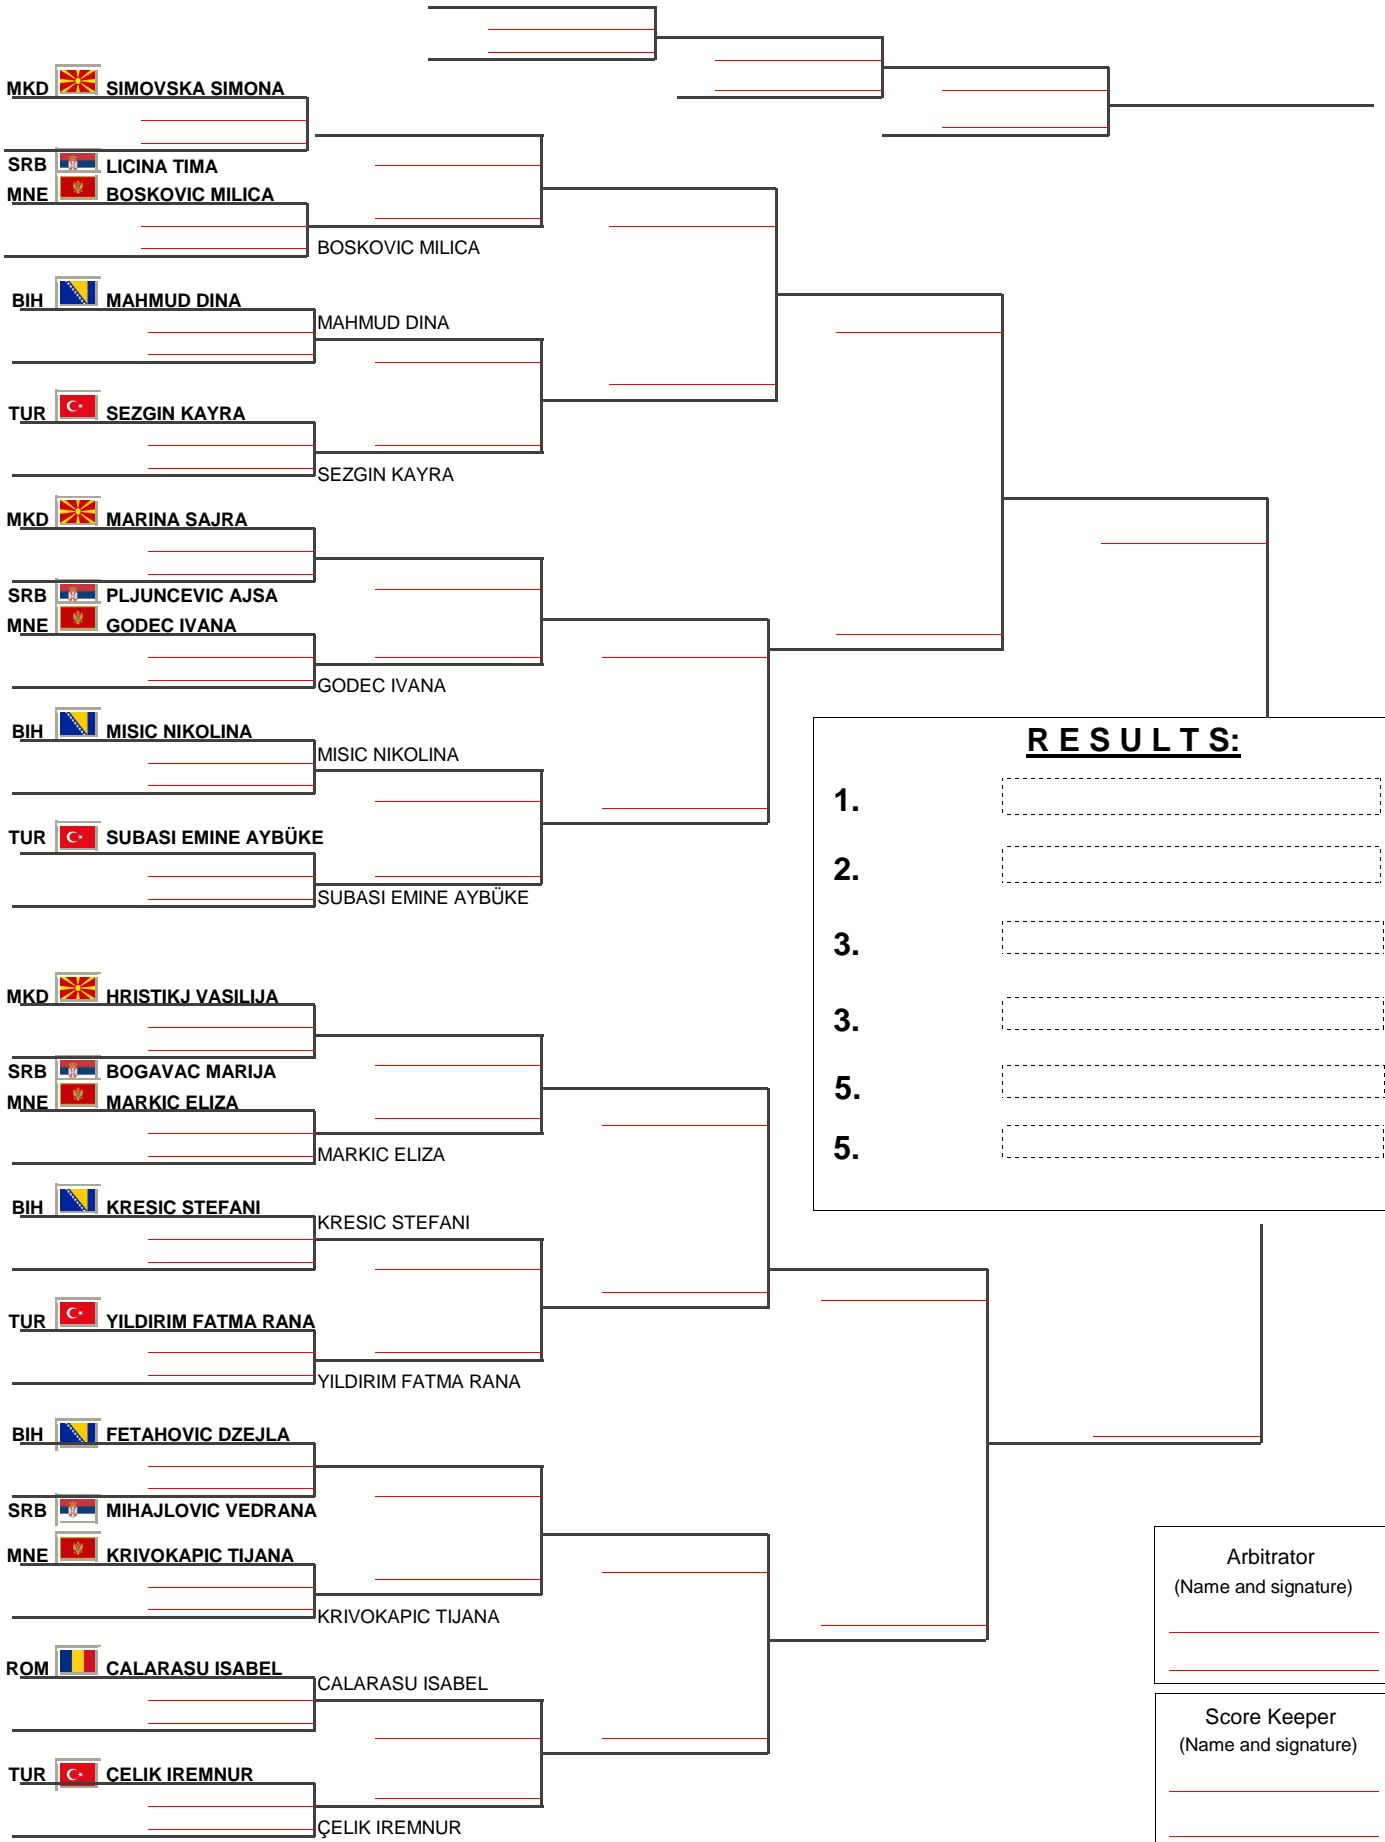 MKD SIMOVSKA SIMONA
SRB LICINA TIMA
MNE BOSKOVIC MILICA
BOSKOVIC MILICA
BIH MAHMUD DINA
MAHMUD DINA
TUR SEZGIN KAYRA
SEZGIN KAYRA
MKD MARINA SAJRA
SRB PLJUNCEVIC AJSA
MNE GODEC IVANA
GODEC IVANA
BIH MISIC NIKOLINA
MISIC NIKOLINA
TUR SUBASI EMINE AYBÜKE
SUBASI EMINE AYBÜKE
MKD HRISTIKJ VASILIJA
SRB BOGAVAC MARIJA
MNE MARKIC ELIZA
MARKIC ELIZA
BIH KRESIC STEFANI
KRESIC STEFANI
TUR YILDIRIM FATMA RANA
YILDIRIM FATMA RANA
BIH FETAHOVIC DZEJLA
SRB MIHAJLOVIC VEDRANA
MNE KRIVOKAPIC TIJANA
KRIVOKAPIC TIJANA
ROM CALARASU ISABEL
CALARASU ISABEL
TUR ÇELIK IREMNUR
ÇELIK IREMNUR
R E S U L T S:
1.
2.
3.
3.
5.
5.
Arbitrator
(Name and signature)
Score Keeper
(Name and signature)